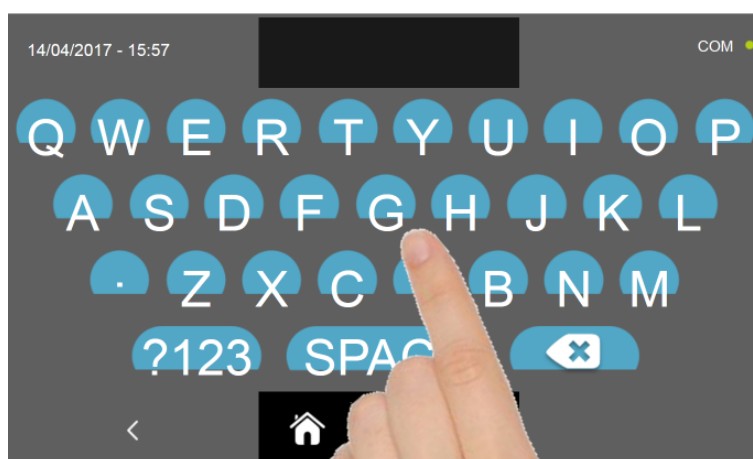 14/04/2017 - 15:57
COM
Q W E R T Y U I O P
A S D F G H J K L
. Z X C B N M
?123 SPAC